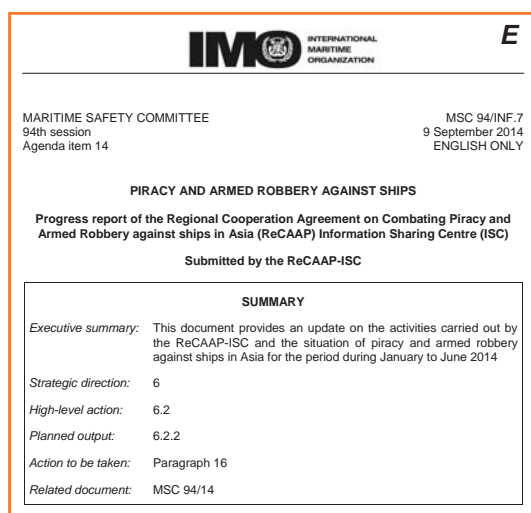 IMO
INTERNATIONAL
MARITIME
ORGANIZATION
E
MARITIME SAFETY COMMITTEE
94th session
Agenda item 14
MSC 94/INF.7
9 September 2014
ENGLISH ONLY
PIRACY AND ARMED ROBBERY AGAINST SHIPS
Progress report of the Regional Cooperation Agreement on Combating Piracy and
Armed Robbery against ships in Asia (ReCAAP) Information Sharing Centre (ISC)
Submitted by the ReCAAP-ISC
SUMMARY
Executive summary: This document provides an update on the activities carried out by
the ReCAAP-ISC and the situation of piracy and armed robbery
against ships in Asia for the period during January to June 2014
Strategic direction: 6
High-level action: 6.2
Planned output: 6.2.2
Action to be taken: Paragraph 16
Related document: MSC 94/14